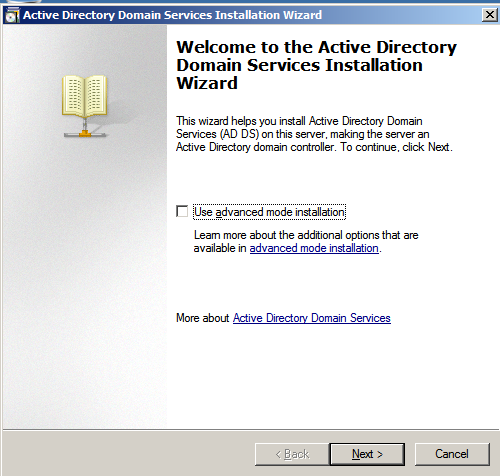 Active Directory Domain Services Installation Wizard
Welcome to the Active Directory
Domain Services Installation
Wizard
This wizard helps you install Active Directory Domain
Services (AD DS) on this server, making the server an
Active Directory domain controller. To continue, click Next.
Use advanced mode installation
Learn more about the additional options that are
available in advanced mode installation.
More about Active Directory Domain Services
< Back
Next >
Cancel